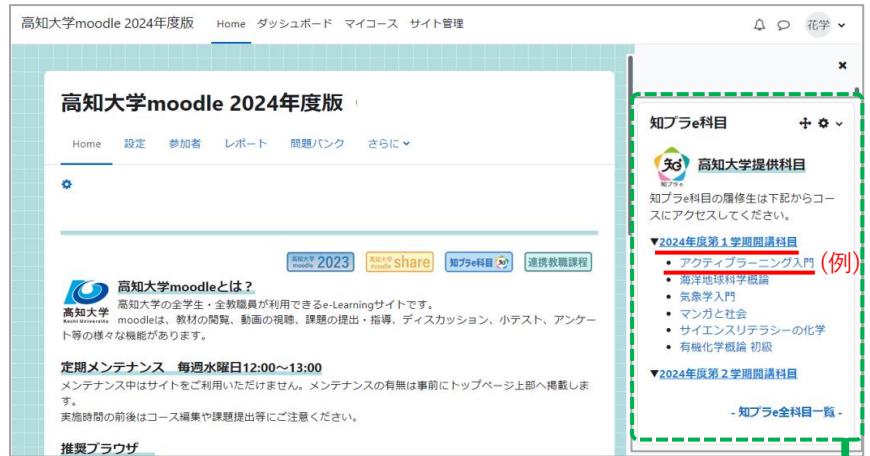 高知大学moodle 2024年度版 Home ダッシュボード マイコース サイト管理 花学
高知大学moodle 2024年度版
Home 設定 参加者 レポート 問題バンク さらに
高知大学 moodle 2023 高知大学 moodle share 知プラe科目 連携教職課程
高知大学moodleとは？
高知大学
Kochi University
高知大学の全学生・全教職員が利用できるe-Learningサイトです。
moodleは、教材の閲覧、動画の視聴、課題の提出・指導、ディスカッション、小テスト、アンケー
ト等の様々な機能があります。
定期メンテナンス　毎週水曜日12:00～13:00
メンテナンス中はサイトをご利用いただけません。メンテナンスの有無は事前にトップページ上部へ掲載しま
す。
実施時間の前後はコース編集や課題提出等にご注意ください。
推奨ブラウザ
知プラe科目
知プラe
高知大学提供科目
知プラe科目の履修生は下記からコー
スにアクセスしてください。
▼2024年度第１学期開講科目
• アクティブラーニング入門 (例)
• 海洋地球科学概論
• 気象学入門
• マンガと社会
• サイエンスリテラシーの化学
• 有機化学概論 初級
▼2024年度第２学期開講科目
- 知プラe全科目一覧 -